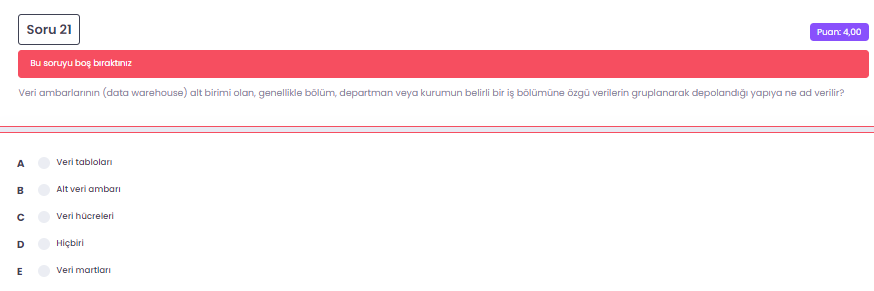 Soru 21
Puan: 4,00
Bu soruyu boş bıraktınız
Veri ambarlarının (data warehouse) alt birimi olan, genellikle bölüm, departman veya kurumun belirli bir iş bölümüne özgü verilerin gruplanarak depolandığı yapıya ne ad verilir?
A Veri tabloları
B Alt veri ambarı
C Veri hücreleri
D Hiçbiri
E Veri martları